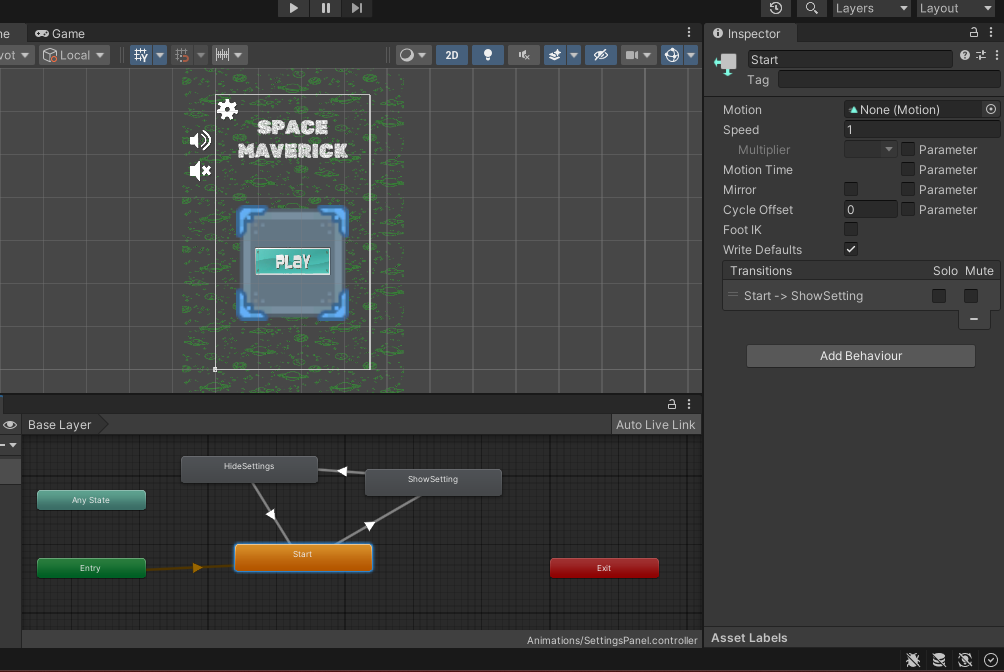 Layers
Layout
ne
Game
Inspector
vot
Local
2D
Start
Tag
SPACE
MAVERICK
PLAY
Motion
None (Motion)
Speed
1
Multiplier
Parameter
Motion Time
Parameter
Mirror
Parameter
Cycle Offset
0
Parameter
Foot IK
Write Defaults
Transitions
Solo
Mute
Start -> ShowSetting
Add Behaviour
Base Layer
Auto Live Link
HideSettings
ShowSetting
Any State
Start
Entry
Exit
Animations/SettingsPanel.controller
Asset Labels